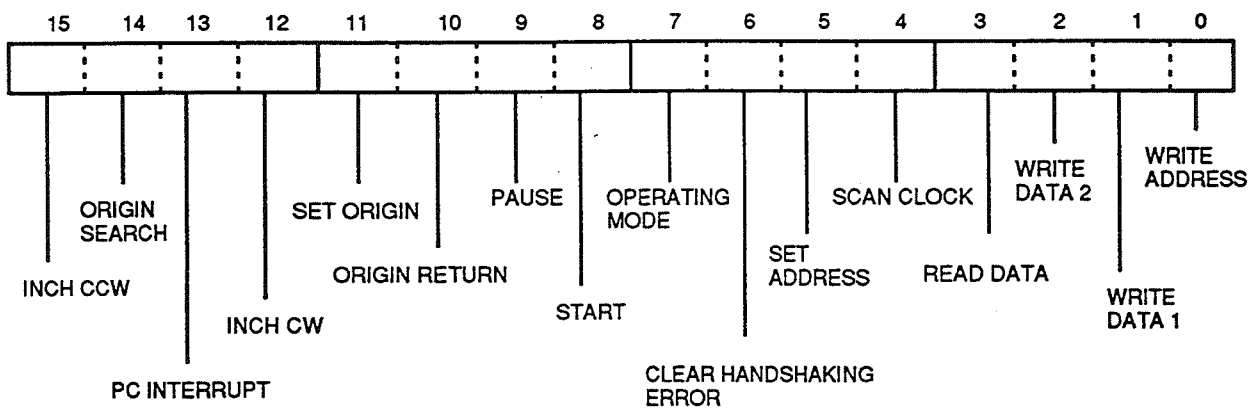 15 14 13 12 11 10 9 8 7 6 5 4 3 2 1 0
WRITE
ADDRESS
WRITE
DATA 2
ORIGIN
SEARCH
SET ORIGIN
PAUSE
OPERATING
MODE
SCAN CLOCK
SET
ADDRESS
READ DATA
ORIGIN RETURN
INCH CCW
START
WRITE
DATA 1
INCH CW
PC INTERRUPT
CLEAR HANDSHAKING
ERROR